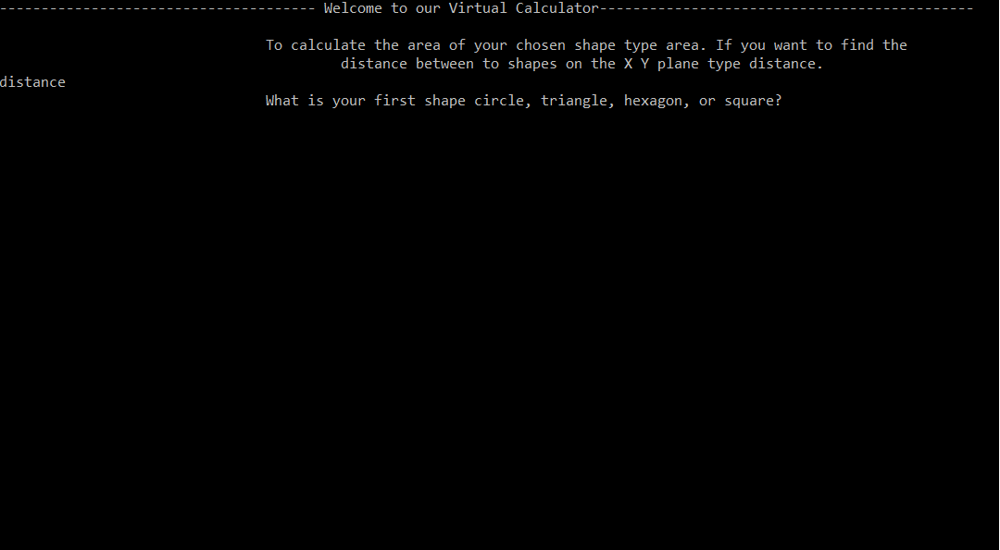 -------------------------------------- Welcome to our Virtual Calculator---------------------------------------------
To calculate the area of your chosen shape type area. If you want to find the
distance between to shapes on the X Y plane type distance.
distance
What is your first shape circle, triangle, hexagon, or square?